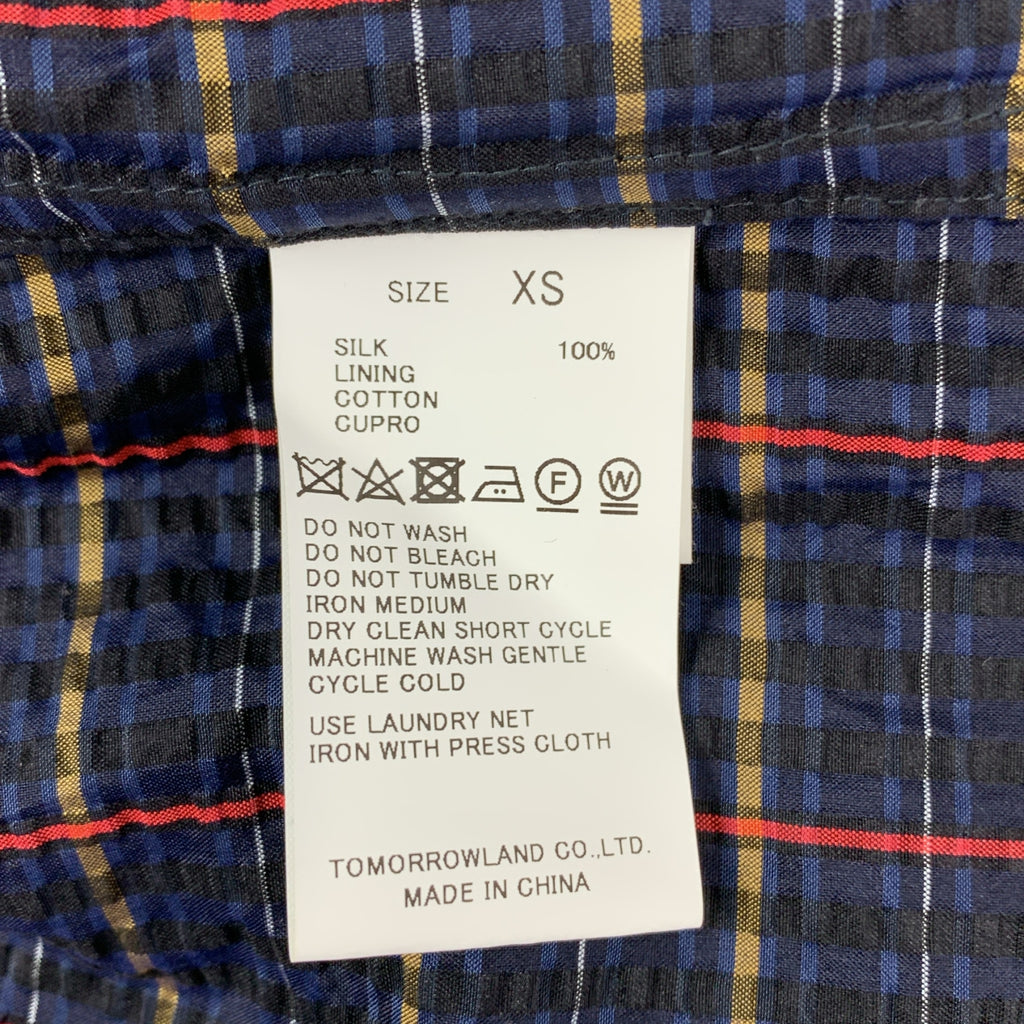 SIZE XS
SILK 100%
LINING
COTTON
CUPRO
F W
DO NOT WASH
DO NOT BLEACH
DO NOT TUMBLE DRY
IRON MEDIUM
DRY CLEAN SHORT CYCLE
MACHINE WASH GENTLE
CYCLE COLD
USE LAUNDRY NET
IRON WITH PRESS CLOTH
TOMORROWLAND CO.,LTD.
MADE IN CHINA